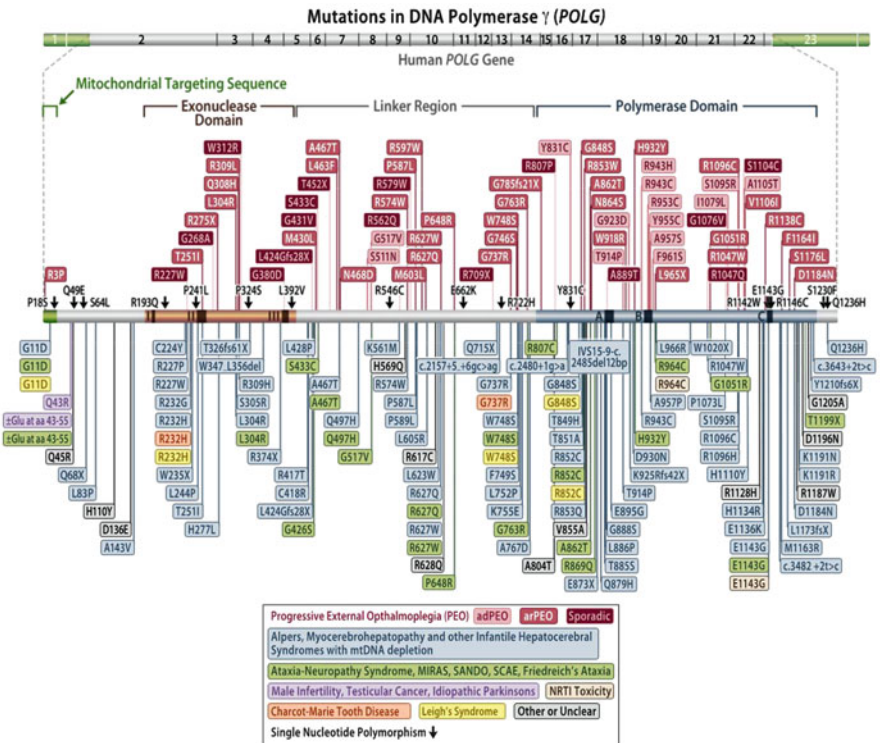 Mutations in DNA Polymerase γ (POLG)
1 2 3 4 5 6 7 8 9 10 11 12 13 14 15 16 17 18 19 20 21 22 23
Human POLG Gene
Mitochondrial Targeting Sequence
Exonuclease Domain
Linker Region
Polymerase Domain
W312R A467T R597W Y831C G848S H932Y
R309L L463F P587L R807P R853W R943H R1096C S1104C
Q308H T452X R579W G785fs21X A862T R943C S1095R A1105T
L304R S433C R574W G763R N864S R953C I1079L V1106I
R275X G431V R562Q P648R W748S G923D Y955C G1076V R1138C
G268A M430L G517V R627W G746S W918R A957S G1051R F1164I
T251I L424Gfs28X S511N R627Q G737R T914P F961S R1047W S1176L
R3P R227W G380D N468D M603L R709X A889T L965X R1047Q D1184N
P18S Q49E S64L R193Q P241L P324S L392V R546C E662K R722H Y831C R1142W E1143G R1146C S1230F Q1236H
A B C
G11D C224Y T326fs61X L428P K561M Q715X R807C IVS15-9-c. 2485del12bp L966R W1020X Q1236H
G11D R227P W347_L356del S433C H569Q c.2157+5_+6gc>ag c.2480+1g>a R964C R1047W c.3643+2t>c
G11D R227W R309H A467T R574W G737R G848S R964C G1051R Y1210fs6X
Q43R R232G S305R A467T P587L G737R G848S A957P P1073L G1205A
±Glu at aa 43-55 R232H L304R Q497H P589L W748S T849H R943C S1095R T1199X
±Glu at aa 43-55 R232H L304R Q497H L605R W748S T851A H932Y R1096C D1196N
Q45R R232H R374X G517V R617C W748S R852C D930N R1096H K1191N
Q68X W235X R417T L623W F749S R852C K925Rfs42X H1110Y K1191R
L83P L244P C418R R627Q L752P R852C T914P R1128H R1187W
H110Y T251I L424Gfs28X R627Q K755E R853Q E895G H1134R D1184N
D136E H277L G426S R627W G763R V855A G888S E1136K L1173fsX
A143V R627W A767D A862T L886P E1143G M1163R
R628Q A804T R869Q T885S E1143G c.3482 +2t>c
P648R E873X Q879H E1143G
Progressive External Opthalmoplegia (PEO) adPEO arPEO Sporadic
Alpers, Myocerebrohepatopathy and other Infantile Hepatocerebral
Syndromes with mtDNA depletion
Ataxia-Neuropathy Syndrome, MIRAS, SANDO, SCAE, Friedreich's Ataxia
Male Infertility, Testicular Cancer, Idiopathic Parkinsons NRTI Toxicity
Charcot-Marie Tooth Disease Leigh's Syndrome Other or Unclear
Single Nucleotide Polymorphism